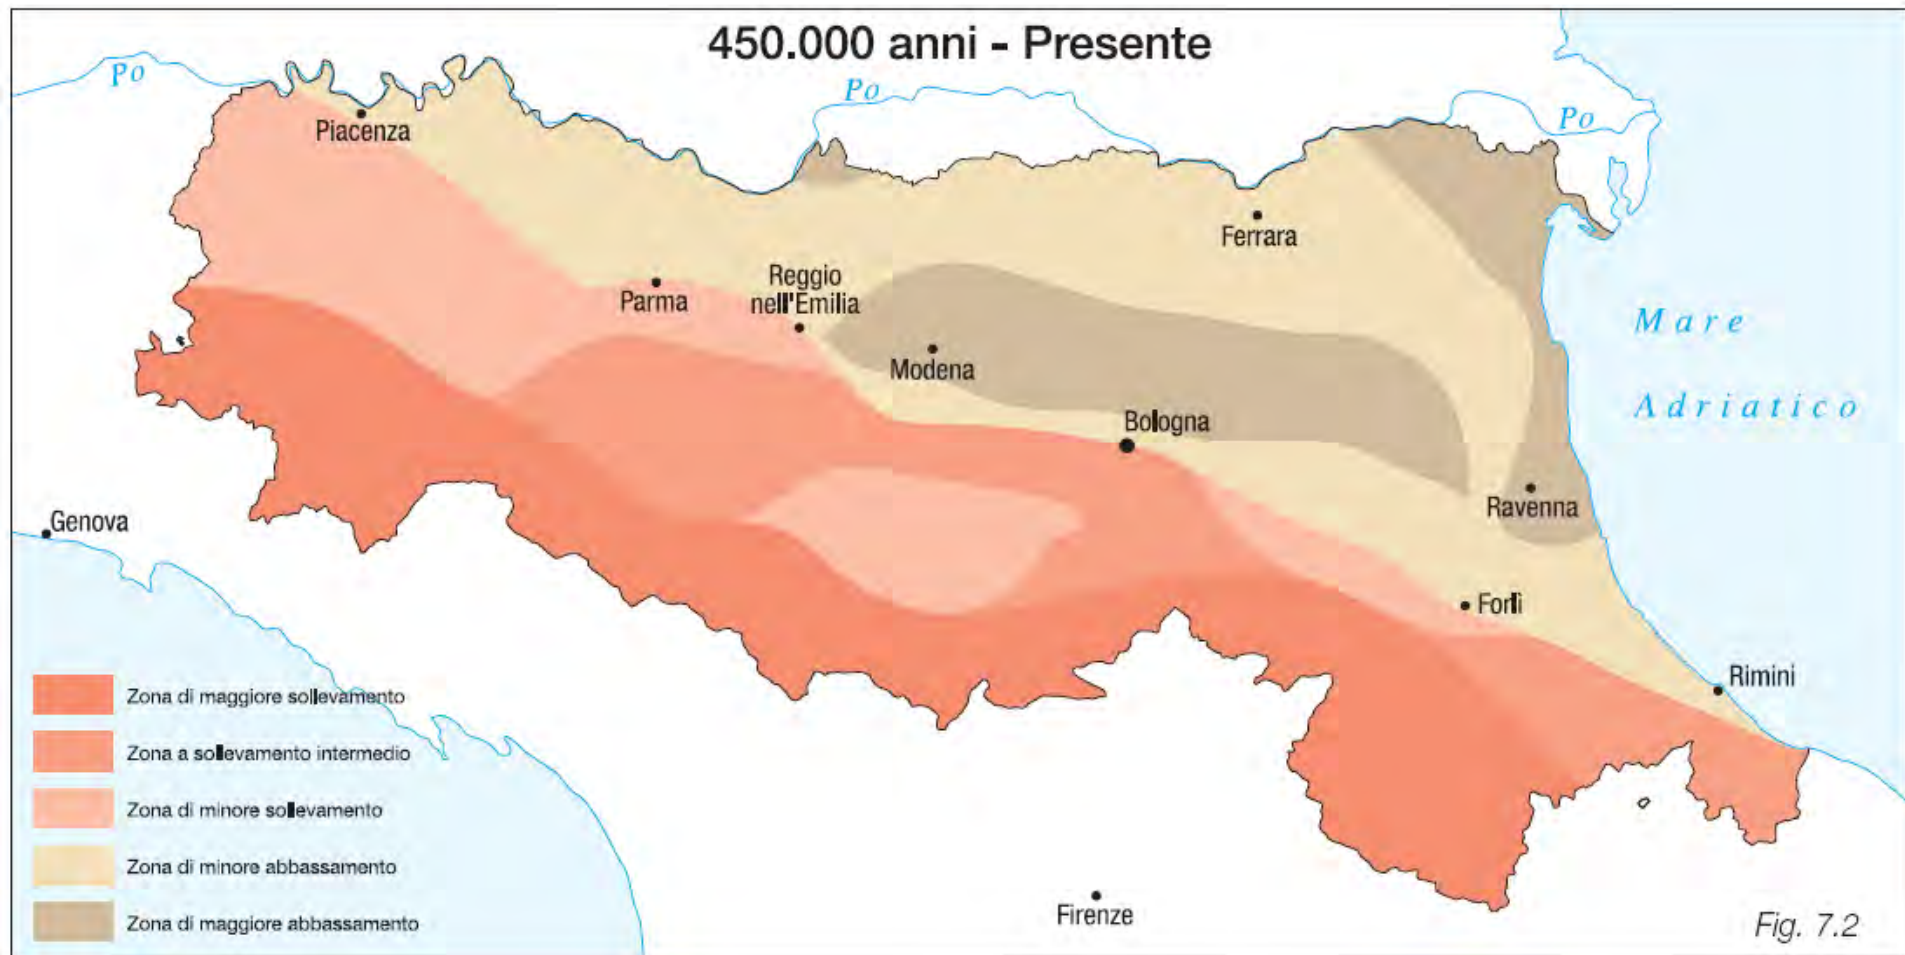 450.000 anni - Presente
Po
Po
Po
Piacenza
Ferrara
Parma
Reggio
nell'Emilia
Modena
Bologna
Mare
Adriatico
Ravenna
Genova
Forlì
Rimini
Firenze
Zona di maggiore sollevamento
Zona a sollevamento intermedio
Zona di minore sollevamento
Zona di minore abbassamento
Zona di maggiore abbassamento
Fig. 7.2